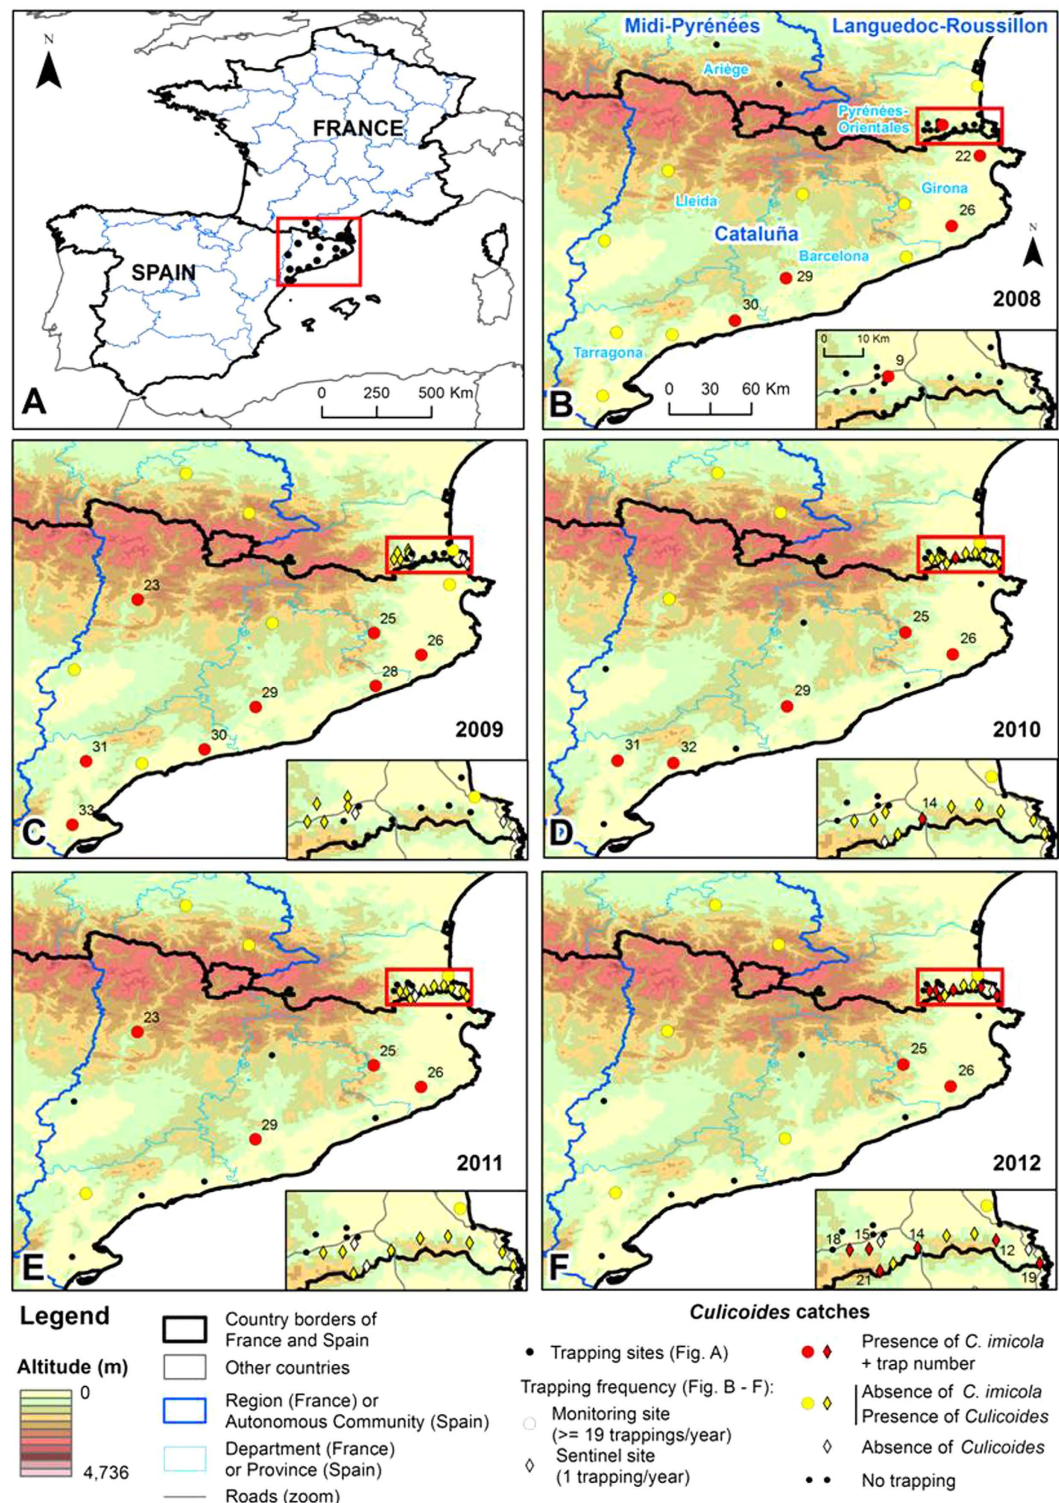 N
FRANCE
SPAIN
0 250 500 Km
A
Midi-Pyrénées
Languedoc-Roussillon
Ariège
Pyrénées-
Orientales
22
Girona
Lleida
26
N
Cataluña
Barcelona
29
2008
30
Tarragona
0 10 Km
9
0 30 60 Km
B
23
25
26
28
29
2009
30
31
33
C
25
26
29
2010
31
32
14
D
23
25
26
29
2011
E
25
26
2012
18
15
14
12
21
19
F
Legend
Altitude (m)
0
4,736
Country borders of
France and Spain
Other countries
Region (France) or
Autonomous Community (Spain)
Department (France)
or Province (Spain)
Roads (zoom)
Culicoides catches
Trapping sites (Fig. A)
Trapping frequency (Fig. B - F):
Monitoring site
(>= 19 trappings/year)
Sentinel site
(1 trapping/year)
Presence of C. imicola
+ trap number
Absence of C. imicola
Presence of Culicoides
Absence of Culicoides
No trapping